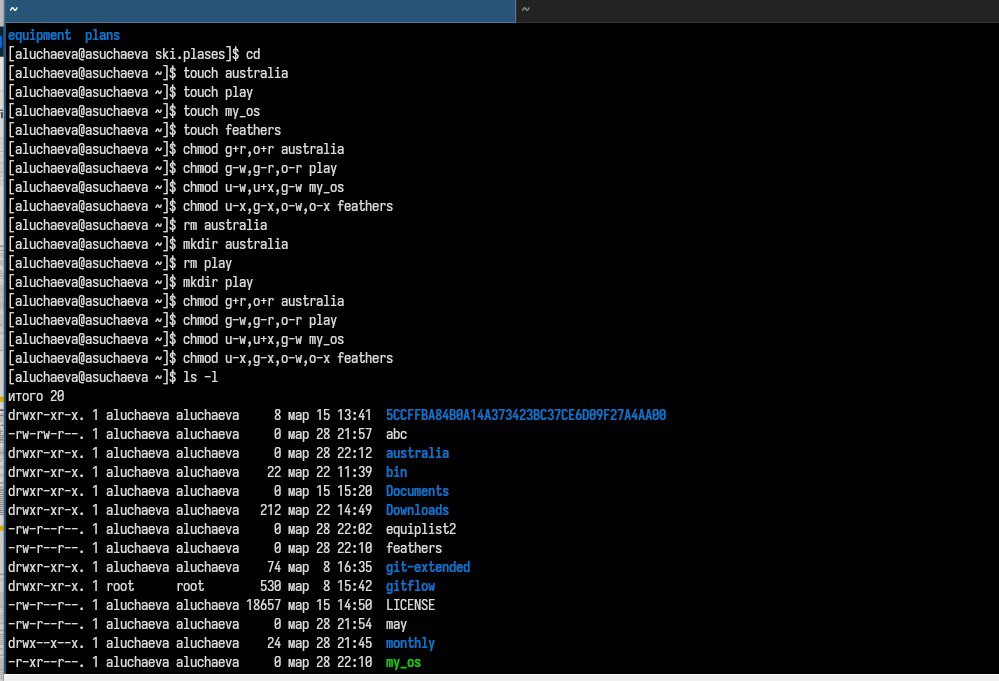 ~ ~
equipment  plans
[aluchaeva@asuchaeva ski.plases]$ cd
[aluchaeva@asuchaeva ~]$ touch australia
[aluchaeva@asuchaeva ~]$ touch play
[aluchaeva@asuchaeva ~]$ touch my_os
[aluchaeva@asuchaeva ~]$ touch feathers
[aluchaeva@asuchaeva ~]$ chmod g+r,o+r australia
[aluchaeva@asuchaeva ~]$ chmod g-w,g-r,o-r play
[aluchaeva@asuchaeva ~]$ chmod u-w,u+x,g-w my_os
[aluchaeva@asuchaeva ~]$ chmod u-x,g-x,o-w,o-x feathers
[aluchaeva@asuchaeva ~]$ rm australia
[aluchaeva@asuchaeva ~]$ mkdir australia
[aluchaeva@asuchaeva ~]$ rm play
[aluchaeva@asuchaeva ~]$ mkdir play
[aluchaeva@asuchaeva ~]$ chmod g+r,o+r australia
[aluchaeva@asuchaeva ~]$ chmod g-w,g-r,o-r play
[aluchaeva@asuchaeva ~]$ chmod u-w,u+x,g-w my_os
[aluchaeva@asuchaeva ~]$ chmod u-x,g-x,o-w,o-x feathers
[aluchaeva@asuchaeva ~]$ ls -l
итого 20
drwxr-xr-x. 1 aluchaeva aluchaeva     8 мар 15 13:41  5CCFFBA84B0A14A373423BC37CE6D09F27A4AA00
-rw-rw-r--. 1 aluchaeva aluchaeva     0 мар 28 21:57  abc
drwxr-xr-x. 1 aluchaeva aluchaeva     0 мар 28 22:12  australia
drwxr-xr-x. 1 aluchaeva aluchaeva    22 мар 22 11:39  bin
drwxr-xr-x. 1 aluchaeva aluchaeva     0 мар 15 15:20  Documents
drwxr-xr-x. 1 aluchaeva aluchaeva   212 мар 22 14:49  Downloads
-rw-r--r--. 1 aluchaeva aluchaeva     0 мар 28 22:02  equiplist2
-rw-r--r--. 1 aluchaeva aluchaeva     0 мар 28 22:10  feathers
drwxr-xr-x. 1 aluchaeva aluchaeva    74 мар  8 16:35  git-extended
drwxr-xr-x. 1 root      root        530 мар  8 15:42  gitflow
-rw-r--r--. 1 aluchaeva aluchaeva 18657 мар 15 14:50  LICENSE
-rw-r--r--. 1 aluchaeva aluchaeva     0 мар 28 21:54  may
drwx--x--x. 1 aluchaeva aluchaeva    24 мар 28 21:45  monthly
-r-xr--r--. 1 aluchaeva aluchaeva     0 мар 28 22:10  my_os